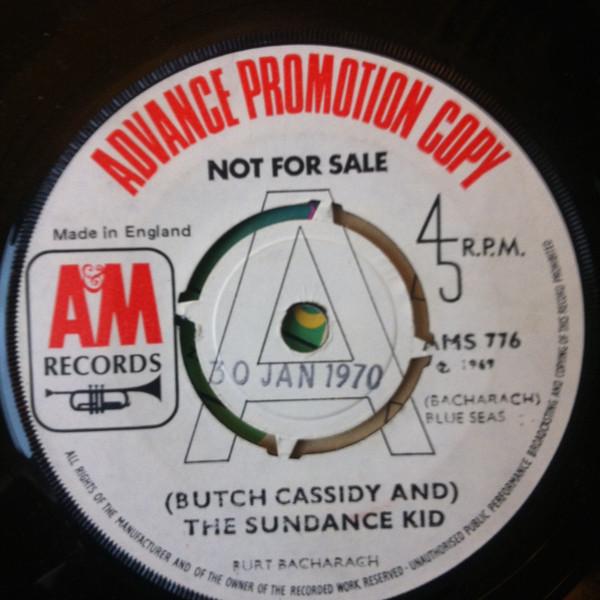 ADVANCE PROMOTION COPY
NOT FOR SALE
Made in England
45 R.P.M.
A
A&M
RECORDS
AMS 776
℗ 1969
30 JAN 1970
(BACHARACH)
BLUE SEAS
(BUTCH CASSIDY AND)
THE SUNDANCE KID
BURT BACHARACH
ALL RIGHTS OF THE MANUFACTURER AND OF THE OWNER OF THE RECORDED WORK RESERVED - UNAUTHORISED PUBLIC PERFORMANCE BROADCASTING AND COPYING OF THIS RECORD PROHIBITED